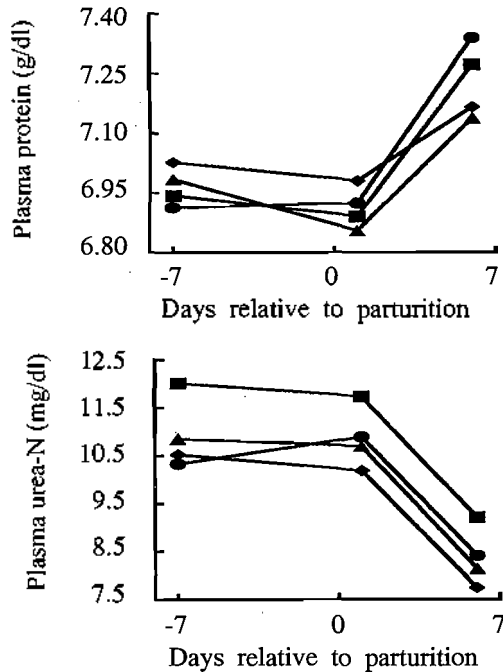 Plasma protein (g/dl)
7.40
7.25
7.10
6.95
6.80
-7 0 7
Days relative to parturition
Plasma urea-N (mg/dl)
12.5
11.5
10.5
9.5
8.5
7.5
-7 0 7
Days relative to parturition